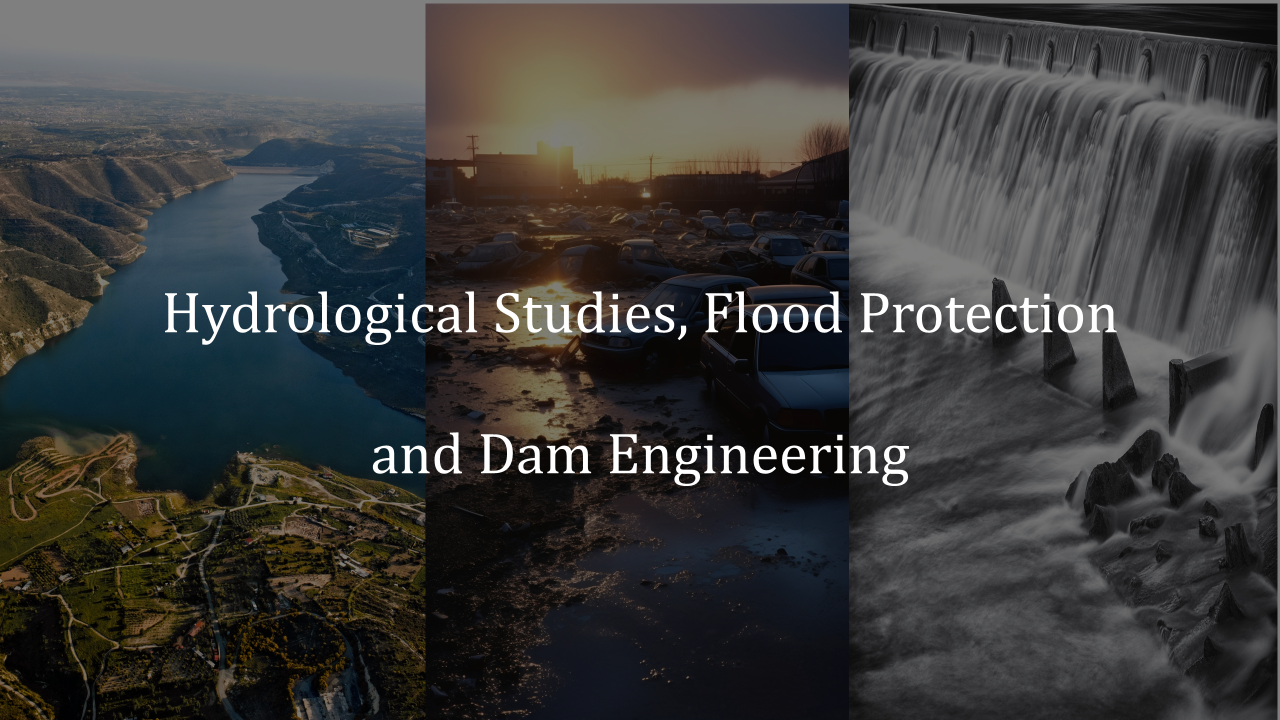 Hydrological Studies, Flood Protection
and Dam Engineering